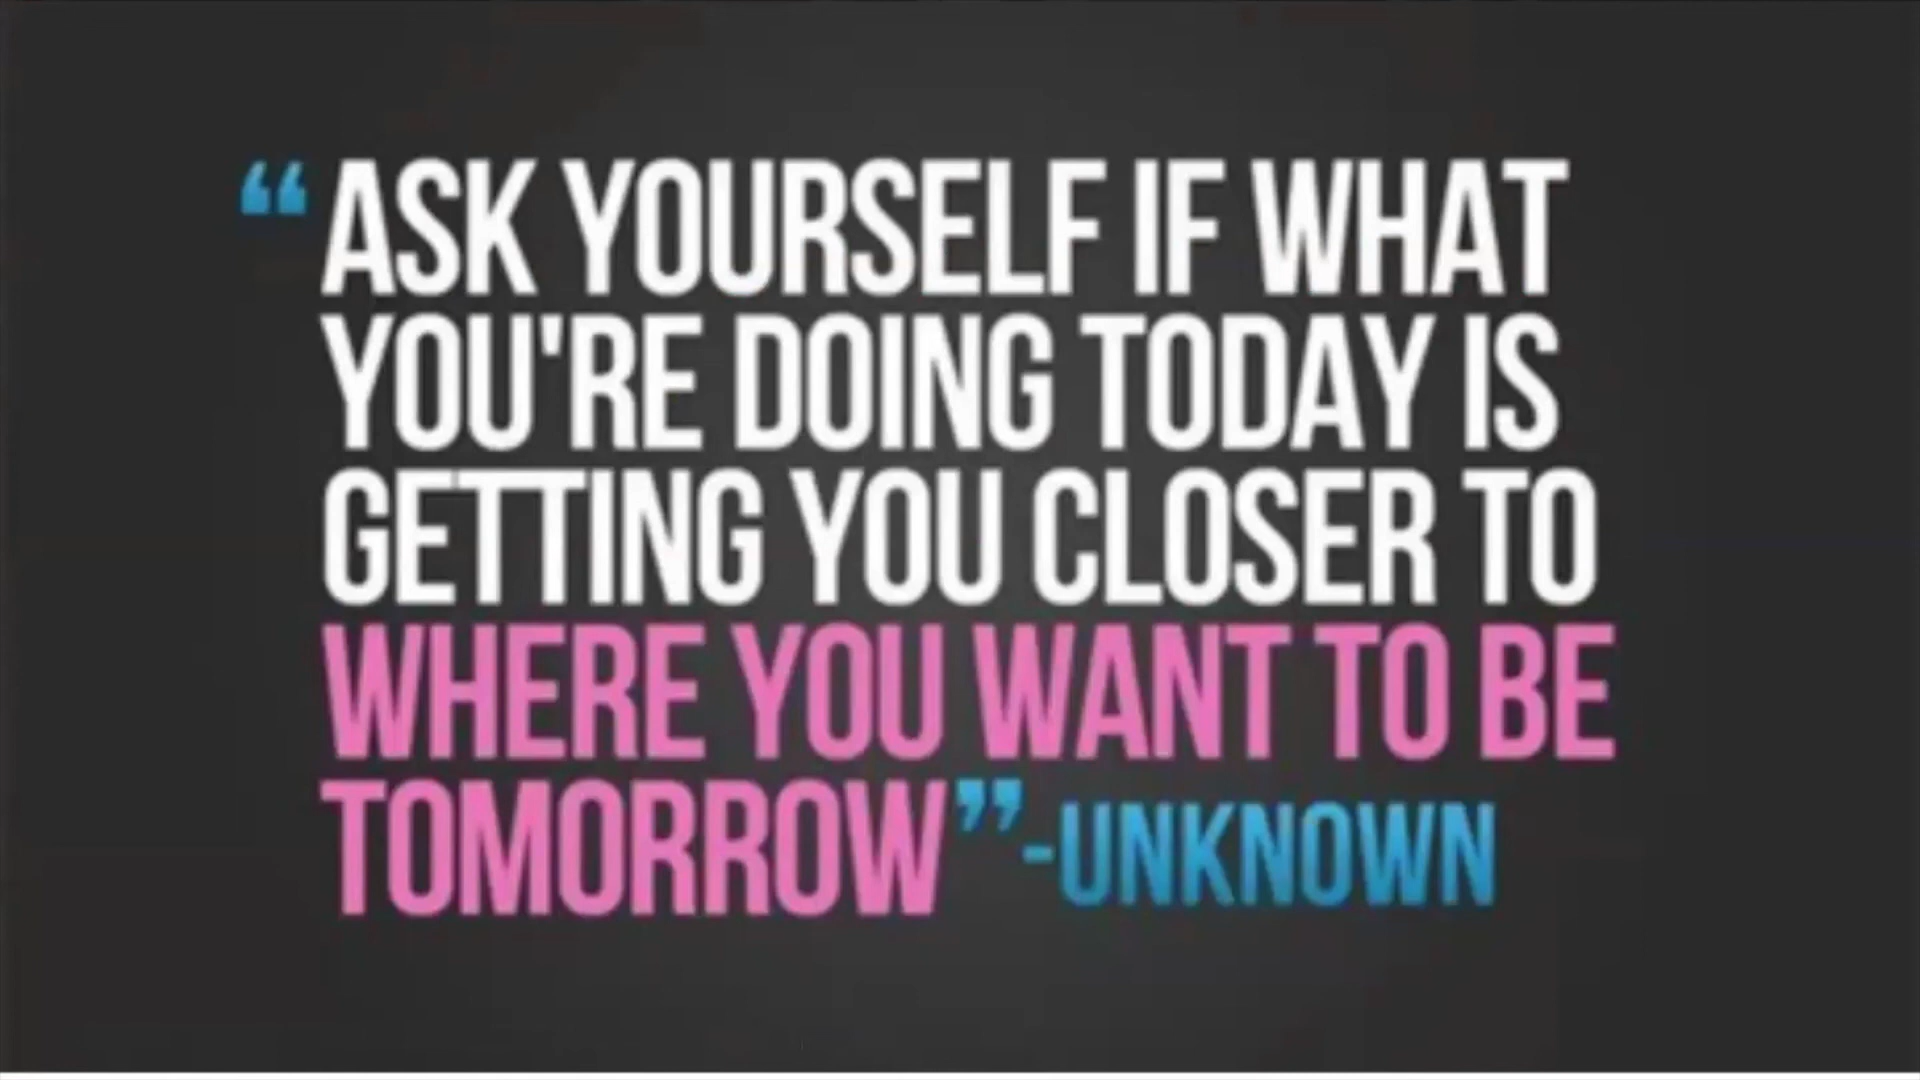 “ASK YOURSELF IF WHAT
YOU'RE DOING TODAY IS
GETTING YOU CLOSER TO
WHERE YOU WANT TO BE
TOMORROW” -UNKNOWN